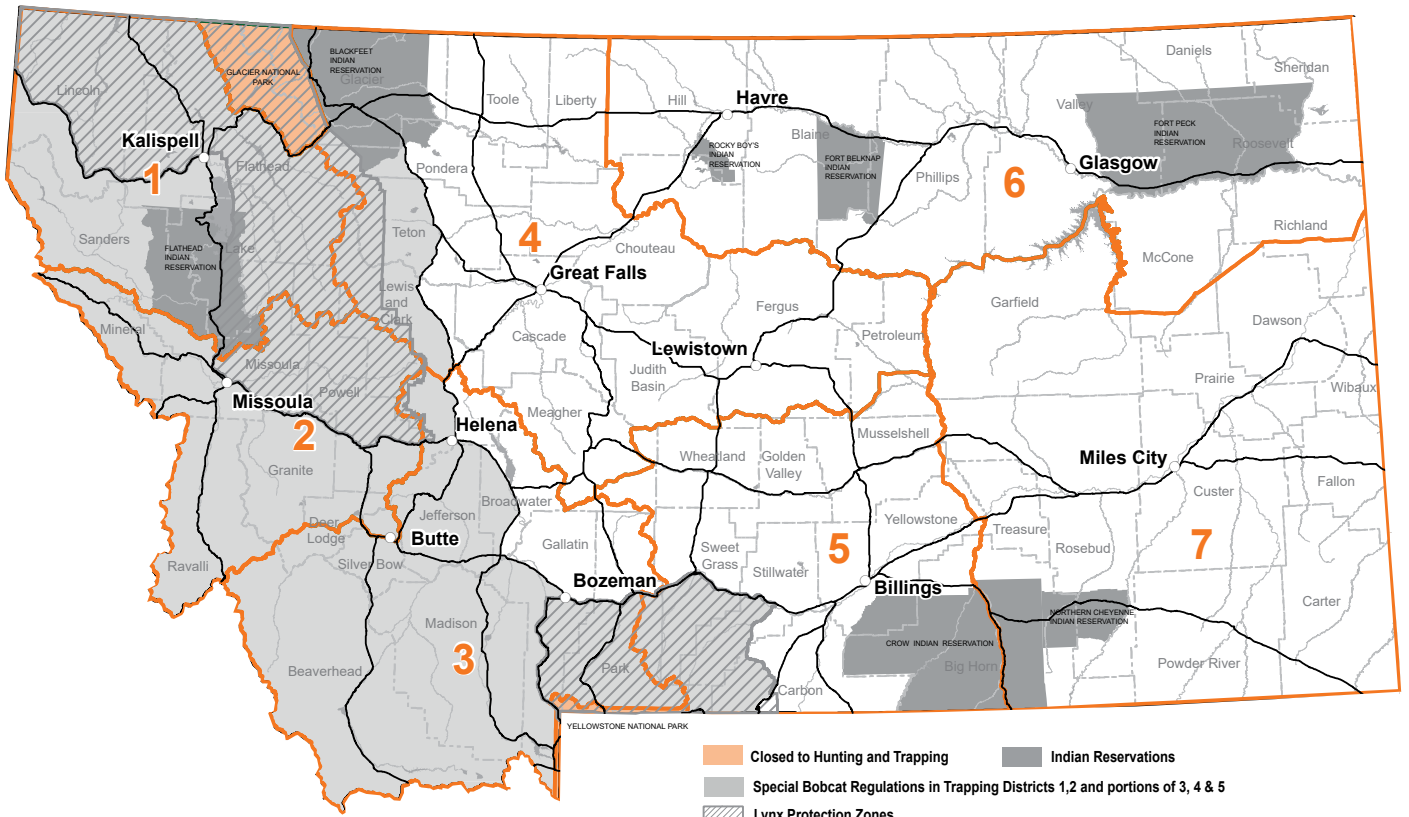 BLACKFEET
INDIAN
RESERVATION
Glacier
GLACIER NATIONAL
PARK
Lincoln
Toole
Liberty
Hill
Havre
Daniels
Sheridan
Valley
FORT PECK
INDIAN
RESERVATION
Roosevelt
Kalispell
1
Flathead
Pondera
ROCKY BOY'S
INDIAN
RESERVATION
Blaine
FORT BELKNAP
INDIAN
RESERVATION
Phillips
6
Glasgow
Sanders
FLATHEAD
INDIAN
RESERVATION
Lake
Teton
4
Chouteau
Richland
McCone
Great Falls
Lewis
and
Clark
Fergus
Garfield
Mineral
Cascade
Petroleum
Dawson
Missoula
Lewistown
Judith
Basin
Prairie
Wibaux
Powell
Missoula
Meagher
2
Helena
Musselshell
Granite
Wheatland
Golden
Valley
Miles City
Custer
Fallon
Broadwater
Jefferson
Deer
Lodge
Butte
Yellowstone
Treasure
Gallatin
Sweet
Grass
5
Rosebud
7
Ravalli
Silver Bow
Stillwater
Bozeman
Billings
Carter
Madison
NORTHERN CHEYENNE
INDIAN RESERVATION
3
CROW INDIAN RESERVATION
Beaverhead
Park
Big Horn
Powder River
Carbon
YELLOWSTONE NATIONAL PARK
Closed to Hunting and Trapping
Indian Reservations
Special Bobcat Regulations in Trapping Districts 1,2 and portions of 3, 4 & 5
Lynx Protection Zones